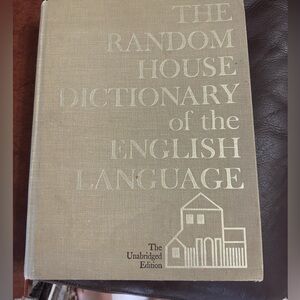 THE
RANDOM
HOUSE
DICTIONARY
of the
ENGLISH
LANGUAGE
The
Unabridged
Edition